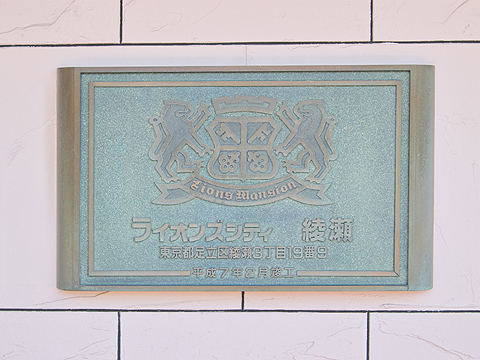 Lions Mansion
ライオンズシティ 綾瀬
東京都足立区綾瀬3丁目19番9
平成7年2月竣工